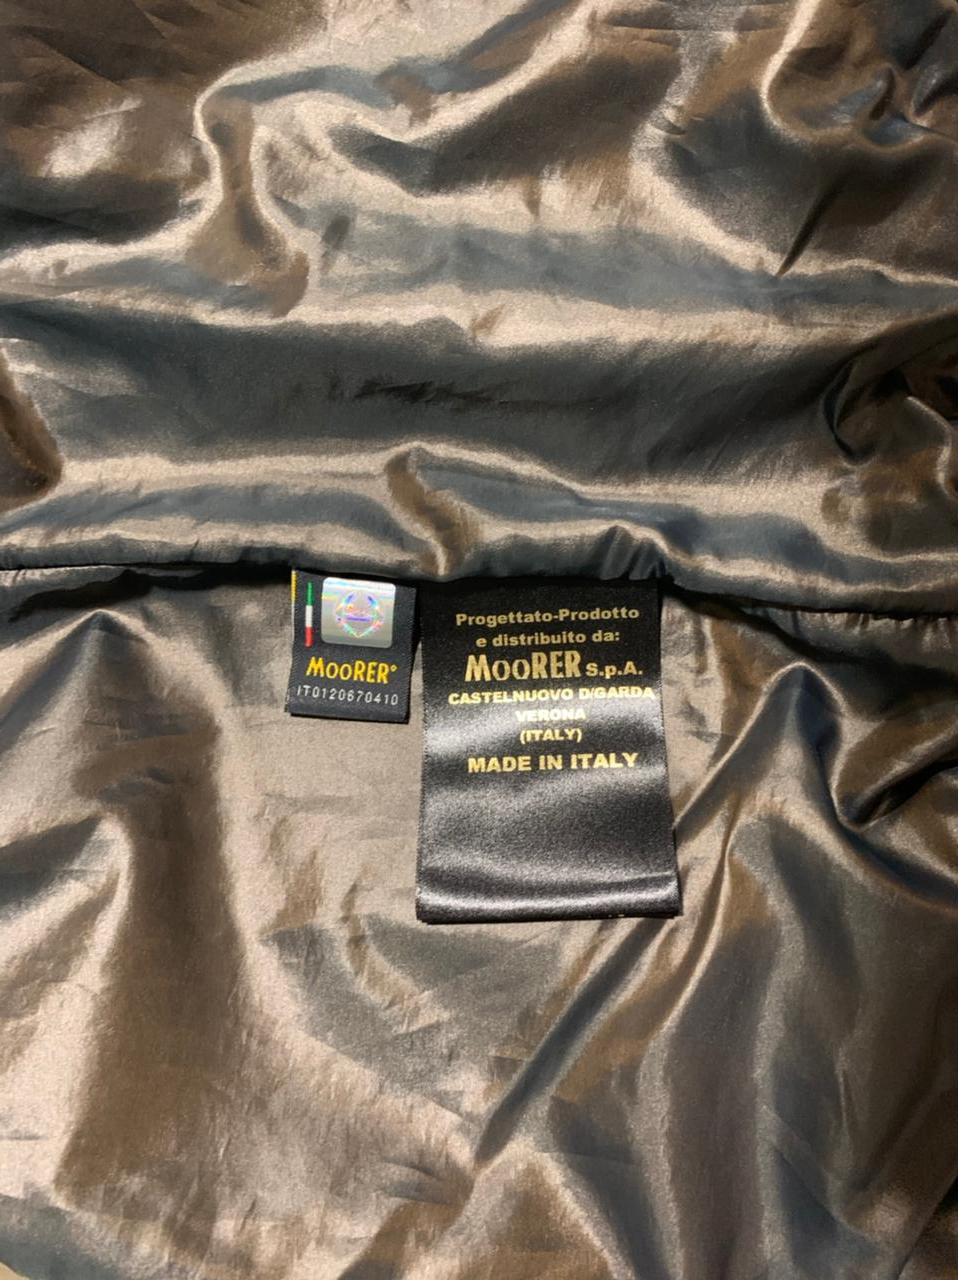 MOORER®
IT0120670410
Progettato-Prodotto
e distribuito da:
MOORER S.p.A.
CASTELNUOVO D/GARDA
VERONA
(ITALY)
MADE IN ITALY